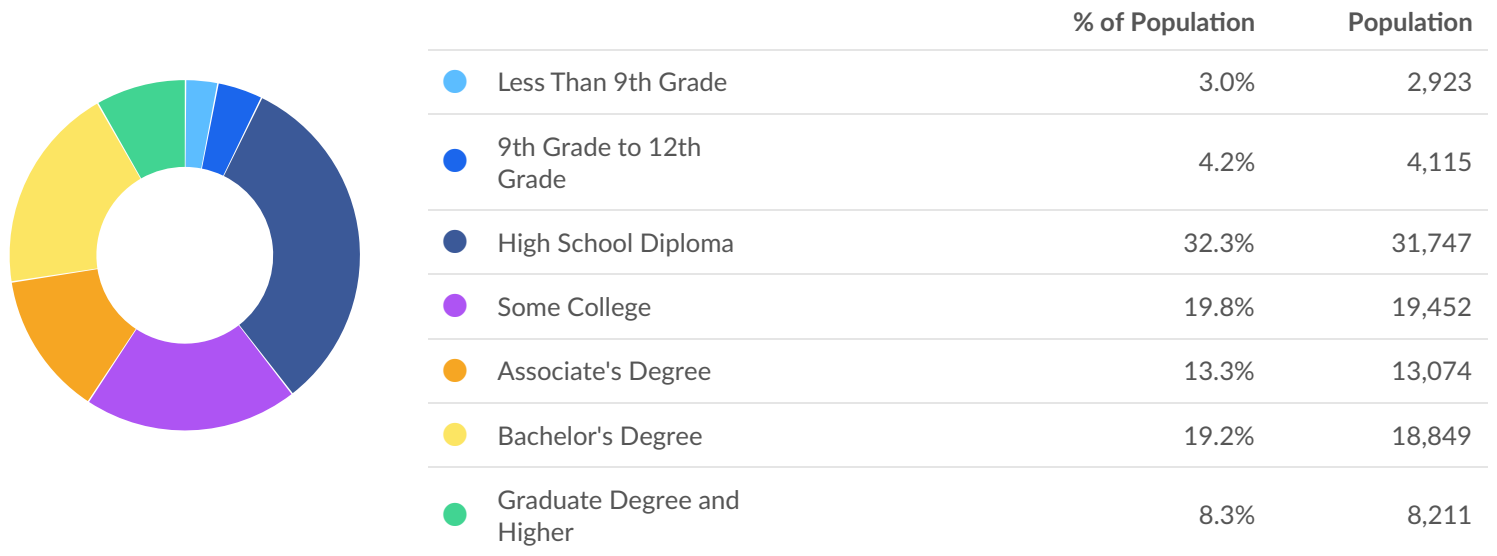 % of Population Population
Less Than 9th Grade 3.0% 2,923
9th Grade to 12th
Grade 4.2% 4,115
High School Diploma 32.3% 31,747
Some College 19.8% 19,452
Associate's Degree 13.3% 13,074
Bachelor's Degree 19.2% 18,849
Graduate Degree and
Higher 8.3% 8,211